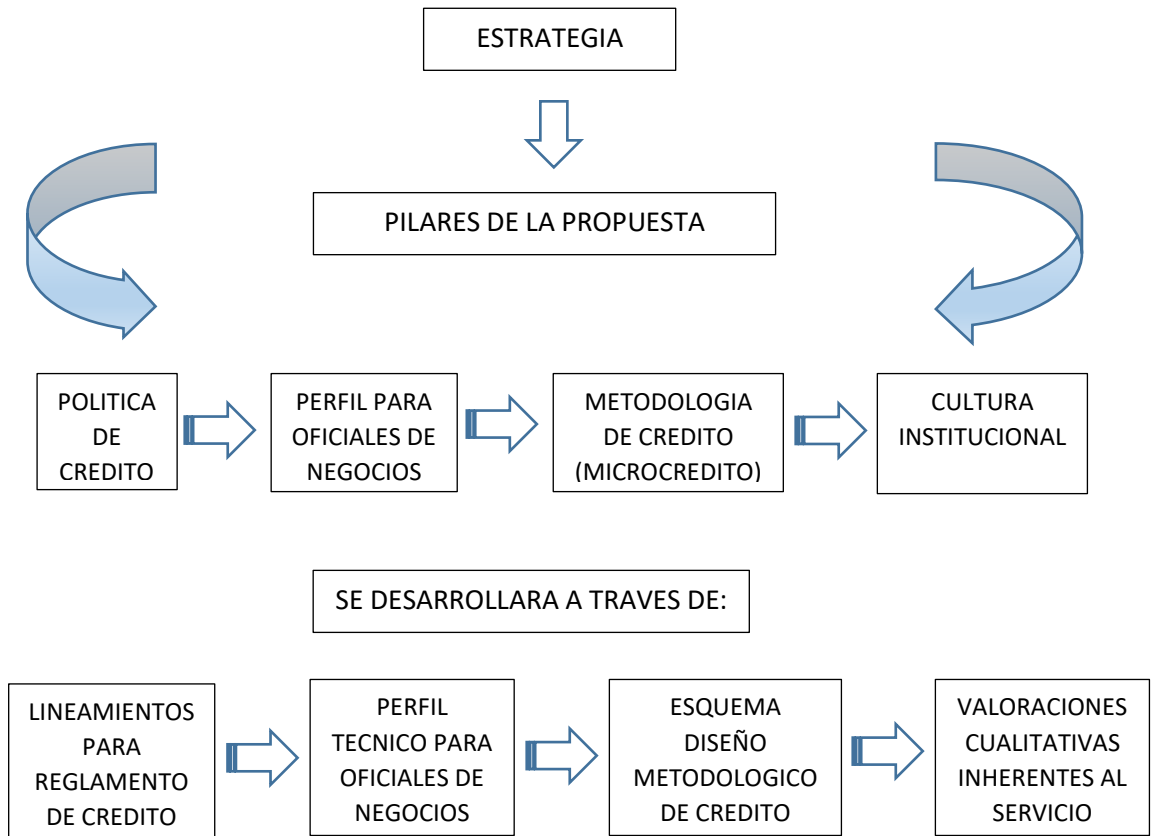 ESTRATEGIA
PILARES DE LA PROPUESTA
POLITICA
DE
CREDITO
PERFIL PARA
OFICIALES DE
NEGOCIOS
METODOLOGIA
DE CREDITO
(MICROCREDITO)
CULTURA
INSTITUCIONAL
SE DESARROLLARA A TRAVES DE:
LINEAMIENTOS
PARA
REGLAMENTO
DE CREDITO
PERFIL
TECNICO PARA
OFICIALES DE
NEGOCIOS
ESQUEMA
DISEÑO
METODOLOGICO
DE CREDITO
VALORACIONES
CUALITATIVAS
INHERENTES AL
SERVICIO